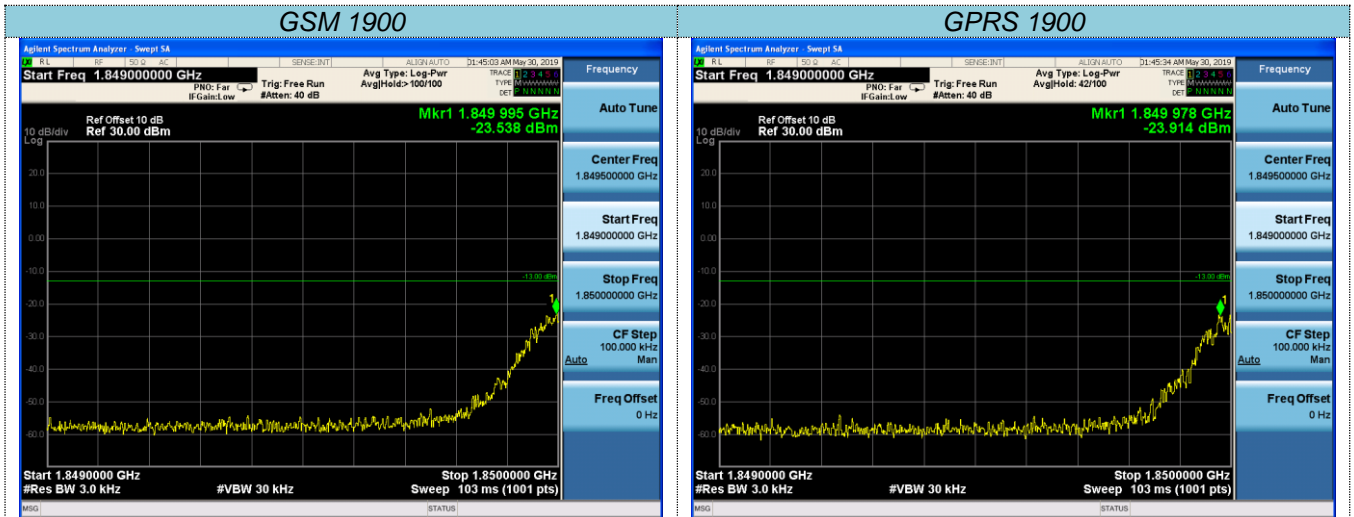 GSM 1900
Agilent Spectrum Analyzer - Swept SA
LXI RL RF 50 Ω AC SENSE:INT ALIGN AUTO 01:45:03 AM May 30, 2019
Start Freq 1.849000000 GHz
PNO: Far
IFGain:Low
Trig: Free Run
#Atten: 40 dB
Avg Type: Log-Pwr
Avg|Hold:>100/100
TRACE 1 2 3 4 5 6
TYPE
DET P N N N N N
Ref Offset 10 dB
10 dB/div Ref 30.00 dBm
Log
Mkr1 1.849 995 GHz
-23.538 dBm
20.0
10.0
0.00
-10.0
-13.00 dBm
-20.0
1
-30.0
-40.0
-50.0
-60.0
Start 1.8490000 GHz Stop 1.8500000 GHz
#Res BW 3.0 kHz #VBW 30 kHz Sweep 103 ms (1001 pts)
MSG STATUS
Frequency
Auto Tune
Center Freq
1.849500000 GHz
Start Freq
1.849000000 GHz
Stop Freq
1.850000000 GHz
CF Step
100.000 kHz
Auto Man
Freq Offset
0 Hz
GPRS 1900
Agilent Spectrum Analyzer - Swept SA
LXI RL RF 50 Ω AC SENSE:INT ALIGN AUTO 01:45:34 AM May 30, 2019
Start Freq 1.849000000 GHz
PNO: Far
IFGain:Low
Trig: Free Run
#Atten: 40 dB
Avg Type: Log-Pwr
Avg|Hold: 42/100
TRACE 1 2 3 4 5 6
TYPE
DET P N N N N N
Ref Offset 10 dB
10 dB/div Ref 30.00 dBm
Log
Mkr1 1.849 978 GHz
-23.914 dBm
20.0
10.0
0.00
-10.0
-13.00 dBm
-20.0
1
-30.0
-40.0
-50.0
-60.0
Start 1.8490000 GHz Stop 1.8500000 GHz
#Res BW 3.0 kHz #VBW 30 kHz Sweep 103 ms (1001 pts)
MSG STATUS
Frequency
Auto Tune
Center Freq
1.849500000 GHz
Start Freq
1.849000000 GHz
Stop Freq
1.850000000 GHz
CF Step
100.000 kHz
Auto Man
Freq Offset
0 Hz